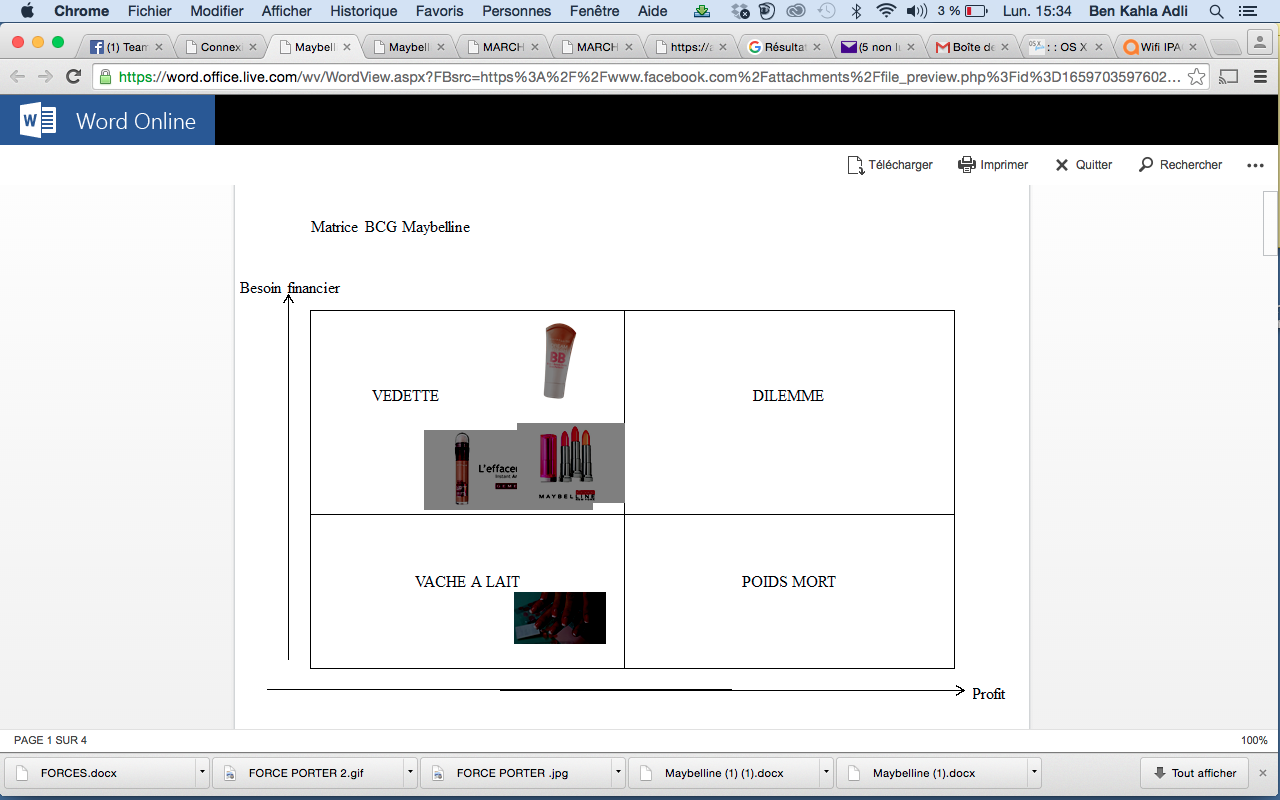 Chrome Fichier Modifier Afficher Historique Favoris Personnes Fenêtre Aide 3 % Lun. 15:34 Ben Kahla Adli
(1) Team Connexi Maybell Maybell MARCH MARCH https://a Résultat (5 non lu Boîte de : : OS X Wifi IPA
https://word.office.live.com/wv/WordView.aspx?FBsrc=https%3A%2F%2Fwww.facebook.com%2Fattachments%2Ffile_preview.php%3Fid%3D1659703597602...
W Word Online
Télécharger Imprimer Quitter Rechercher
Matrice BCG Maybelline
Besoin financier
BB
VEDETTE DILEMME
L'effacer
Instant
MAYBELLINE
VACHE A LAIT POIDS MORT
Profit
PAGE 1 SUR 4 100%
FORCES.docx FORCE PORTER 2.gif FORCE PORTER .jpg Maybelline (1) (1).docx Maybelline (1).docx Tout afficher